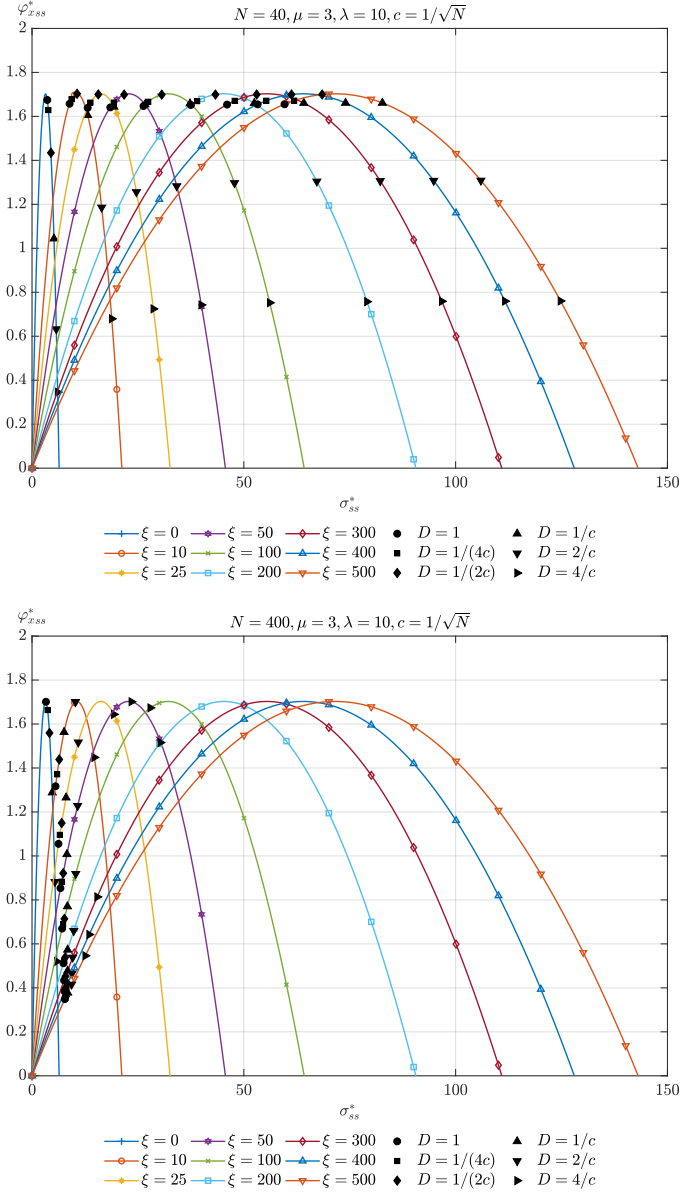 φ*ₓₛₛ
N = 40, μ = 3, λ = 10, c = 1/√N
2
1.8
1.6
1.4
1.2
1
0.8
0.6
0.4
0.2
0
0 50 100 150
σ*ₛₛ
ξ = 0 ξ = 50 ξ = 300 D = 1 D = 1/c
ξ = 10 ξ = 100 ξ = 400 D = 1/(4c) D = 2/c
ξ = 25 ξ = 200 ξ = 500 D = 1/(2c) D = 4/c
φ*ₓₛₛ
N = 400, μ = 3, λ = 10, c = 1/√N
2
1.8
1.6
1.4
1.2
1
0.8
0.6
0.4
0.2
0
0 50 100 150
σ*ₛₛ
ξ = 0 ξ = 50 ξ = 300 D = 1 D = 1/c
ξ = 10 ξ = 100 ξ = 400 D = 1/(4c) D = 2/c
ξ = 25 ξ = 200 ξ = 500 D = 1/(2c) D = 4/c